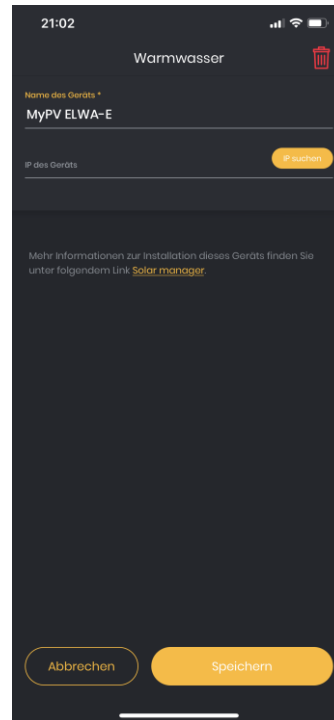 21:02
Warmwasser
Name des Geräts *
MyPV ELWA-E
IP des Geräts
IP suchen
Mehr Informationen zur Installation dieses Geräts finden Sie
unter folgendem Link Solar manager.
Abbrechen
Speichern